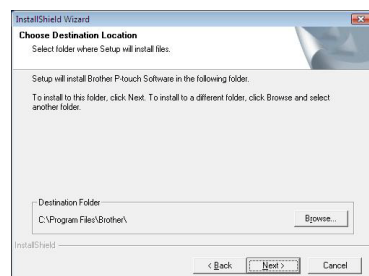 InstallShield Wizard
Choose Destination Location
Select folder where Setup will install files.
Setup will install Brother P-touch Software in the following folder.
To install to this folder, click Next. To install to a different folder, click Browse and select
another folder.
Destination Folder
C:\Program Files\Brother\
Browse...
InstallShield
< Back
Next >
Cancel